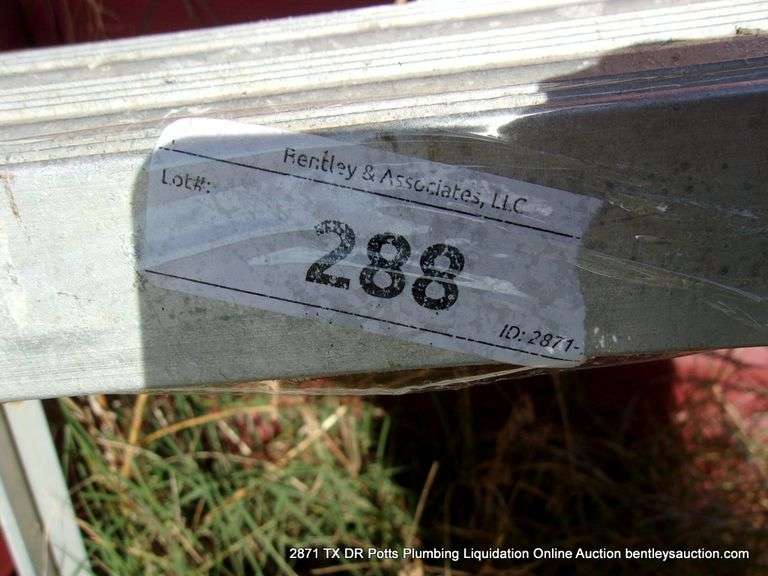 Bentley & Associates, LLC
Lot#:
288
ID: 2871-
2871 TX DR Potts Plumbing Liquidation Online Auction bentleysauction.com